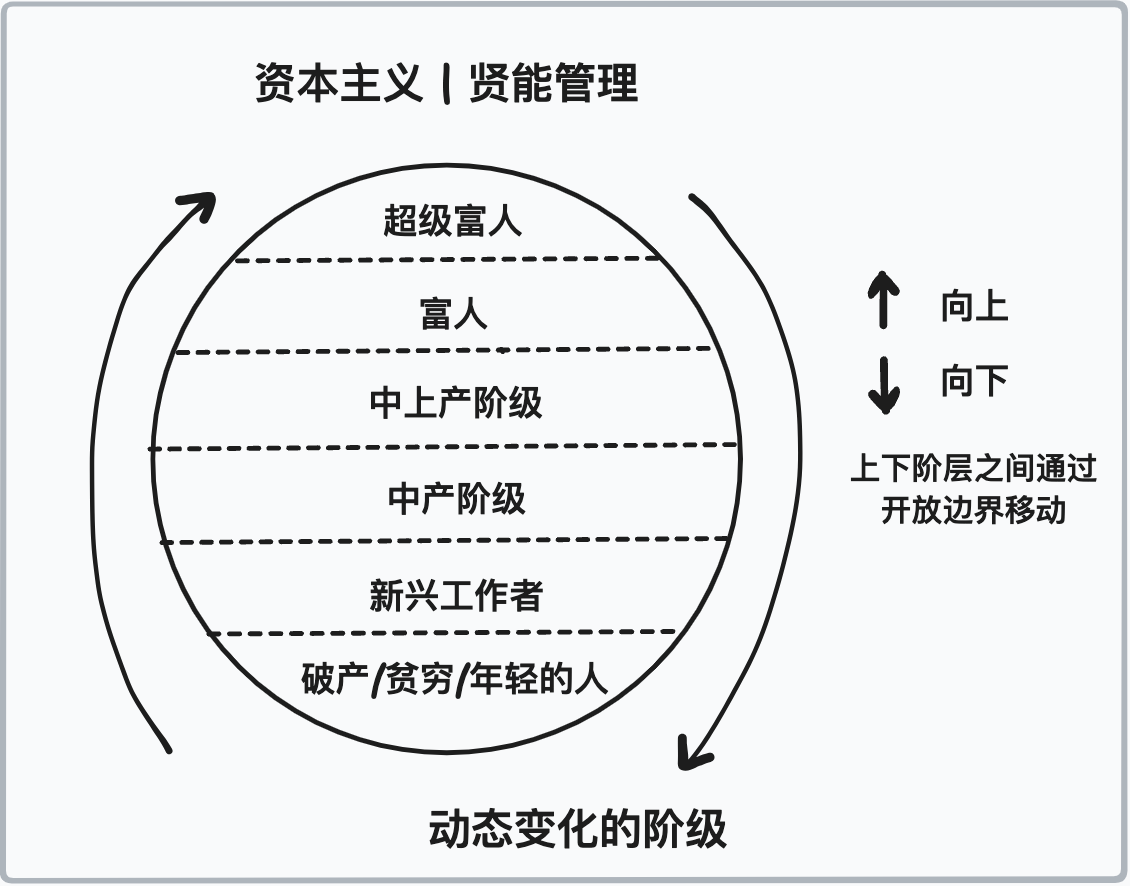 资本主义 | 贤能管理
超级富人
富人
中上产阶级
中产阶级
新兴工作者
破产/贫穷/年轻的人
向上
向下
上下阶层之间通过
开放边界移动
动态变化的阶级